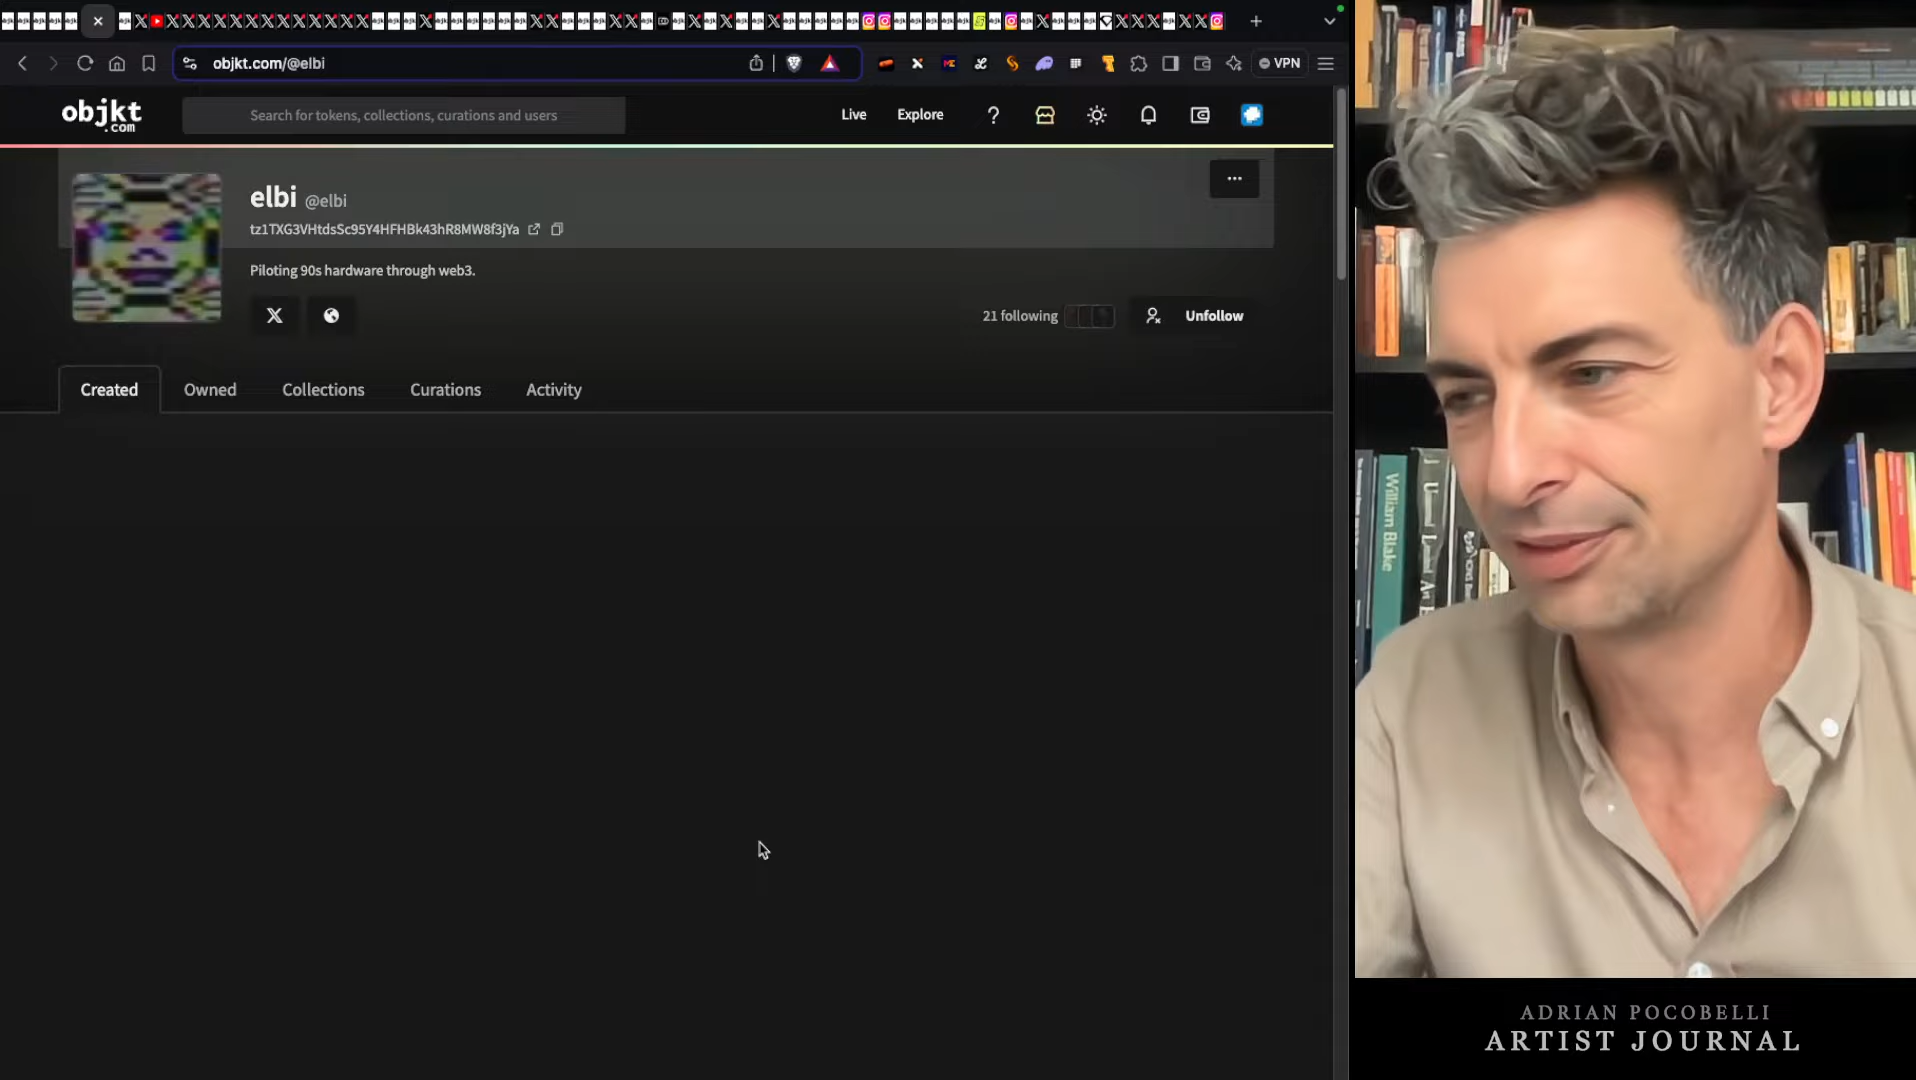 objkt.com/@elbi
VPN
objkt
.com
Search for tokens, collections, curations and users
Live
Explore
elbi @elbi
tz1TXG3VHtdsSc95Y4HFHBk43hR8MW8f3jYa
Piloting 90s hardware through web3.
21 following
Unfollow
Created
Owned
Collections
Curations
Activity
William Blake
ADRIAN POCOBELLI
ARTIST JOURNAL